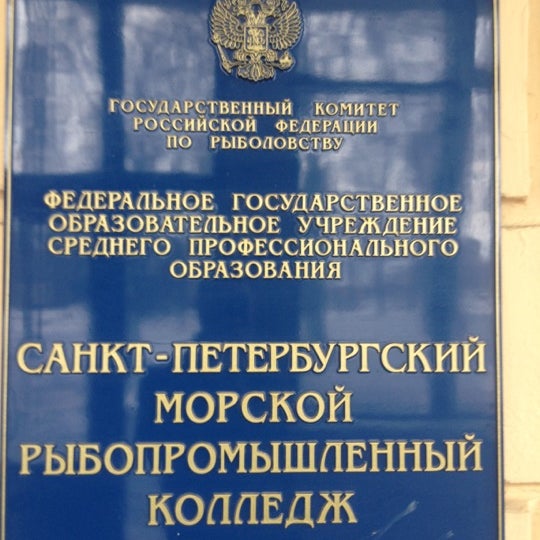 ГОСУДАРСТВЕННЫЙ КОМИТЕТ
РОССИЙСКОЙ ФЕДЕРАЦИИ
ПО РЫБОЛОВСТВУ
ФЕДЕРАЛЬНОЕ ГОСУДАРСТВЕННОЕ
ОБРАЗОВАТЕЛЬНОЕ УЧРЕЖДЕНИЕ
СРЕДНЕГО ПРОФЕССИОНАЛЬНОГО
ОБРАЗОВАНИЯ
САНКТ-ПЕТЕРБУРГСКИЙ
МОРСКОЙ
РЫБОПРОМЫШЛЕННЫЙ
КОЛЛЕДЖ